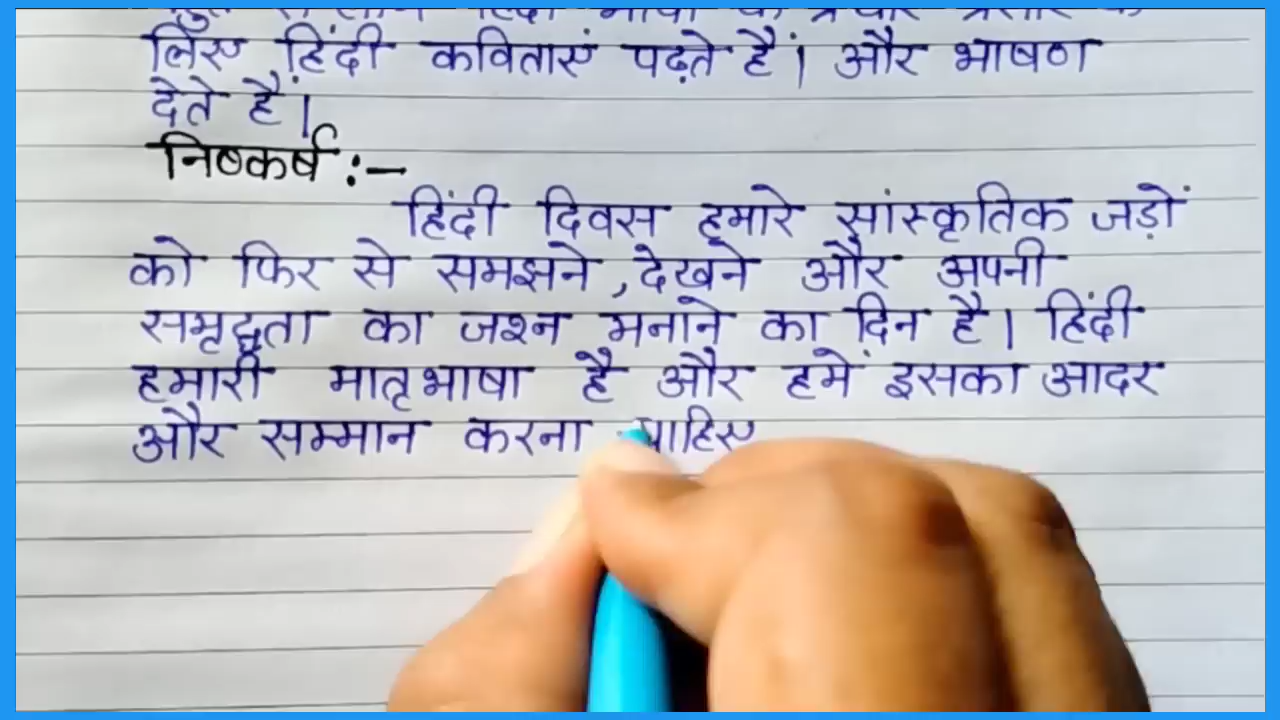 लिए हिंदी कविताएं पढ़ते हैं। और भाषण
देते हैं।
निष्कर्ष :-
हिंदी दिवस हमारे सांस्कृतिक जड़ों
को फिर से समझने ,देखने और अपनी
समृद्धता का जश्न मनाने का दिन है। हिंदी
हमारी मातृभाषा है और हमें इसका आदर
और सम्मान करना चाहिए